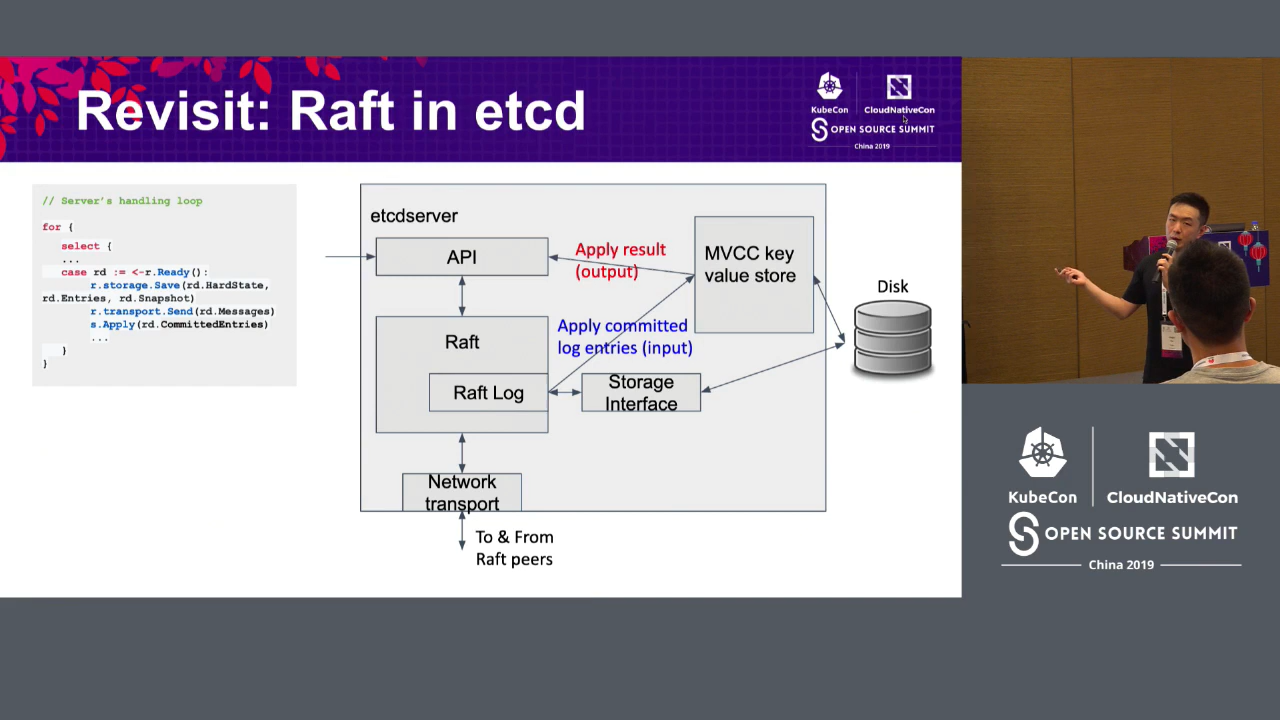 Revisit: Raft in etcd
KubeCon
CloudNativeCon
OPEN SOURCE SUMMIT
China 2019
// Server's handling loop
for {
select {
...
case rd := <-r.Ready():
r.storage.Save(rd.HardState,
rd.Entries, rd.Snapshot)
r.transport.Send(rd.Messages)
s.Apply(rd.CommittedEntries)
...
}
}
etcdserver
API
Apply result
(output)
MVCC key
value store
Disk
Raft
Apply committed
log entries (input)
Raft Log
Storage
Interface
Network
transport
To & From
Raft peers
KubeCon
CloudNativeCon
OPEN SOURCE SUMMIT
China 2019